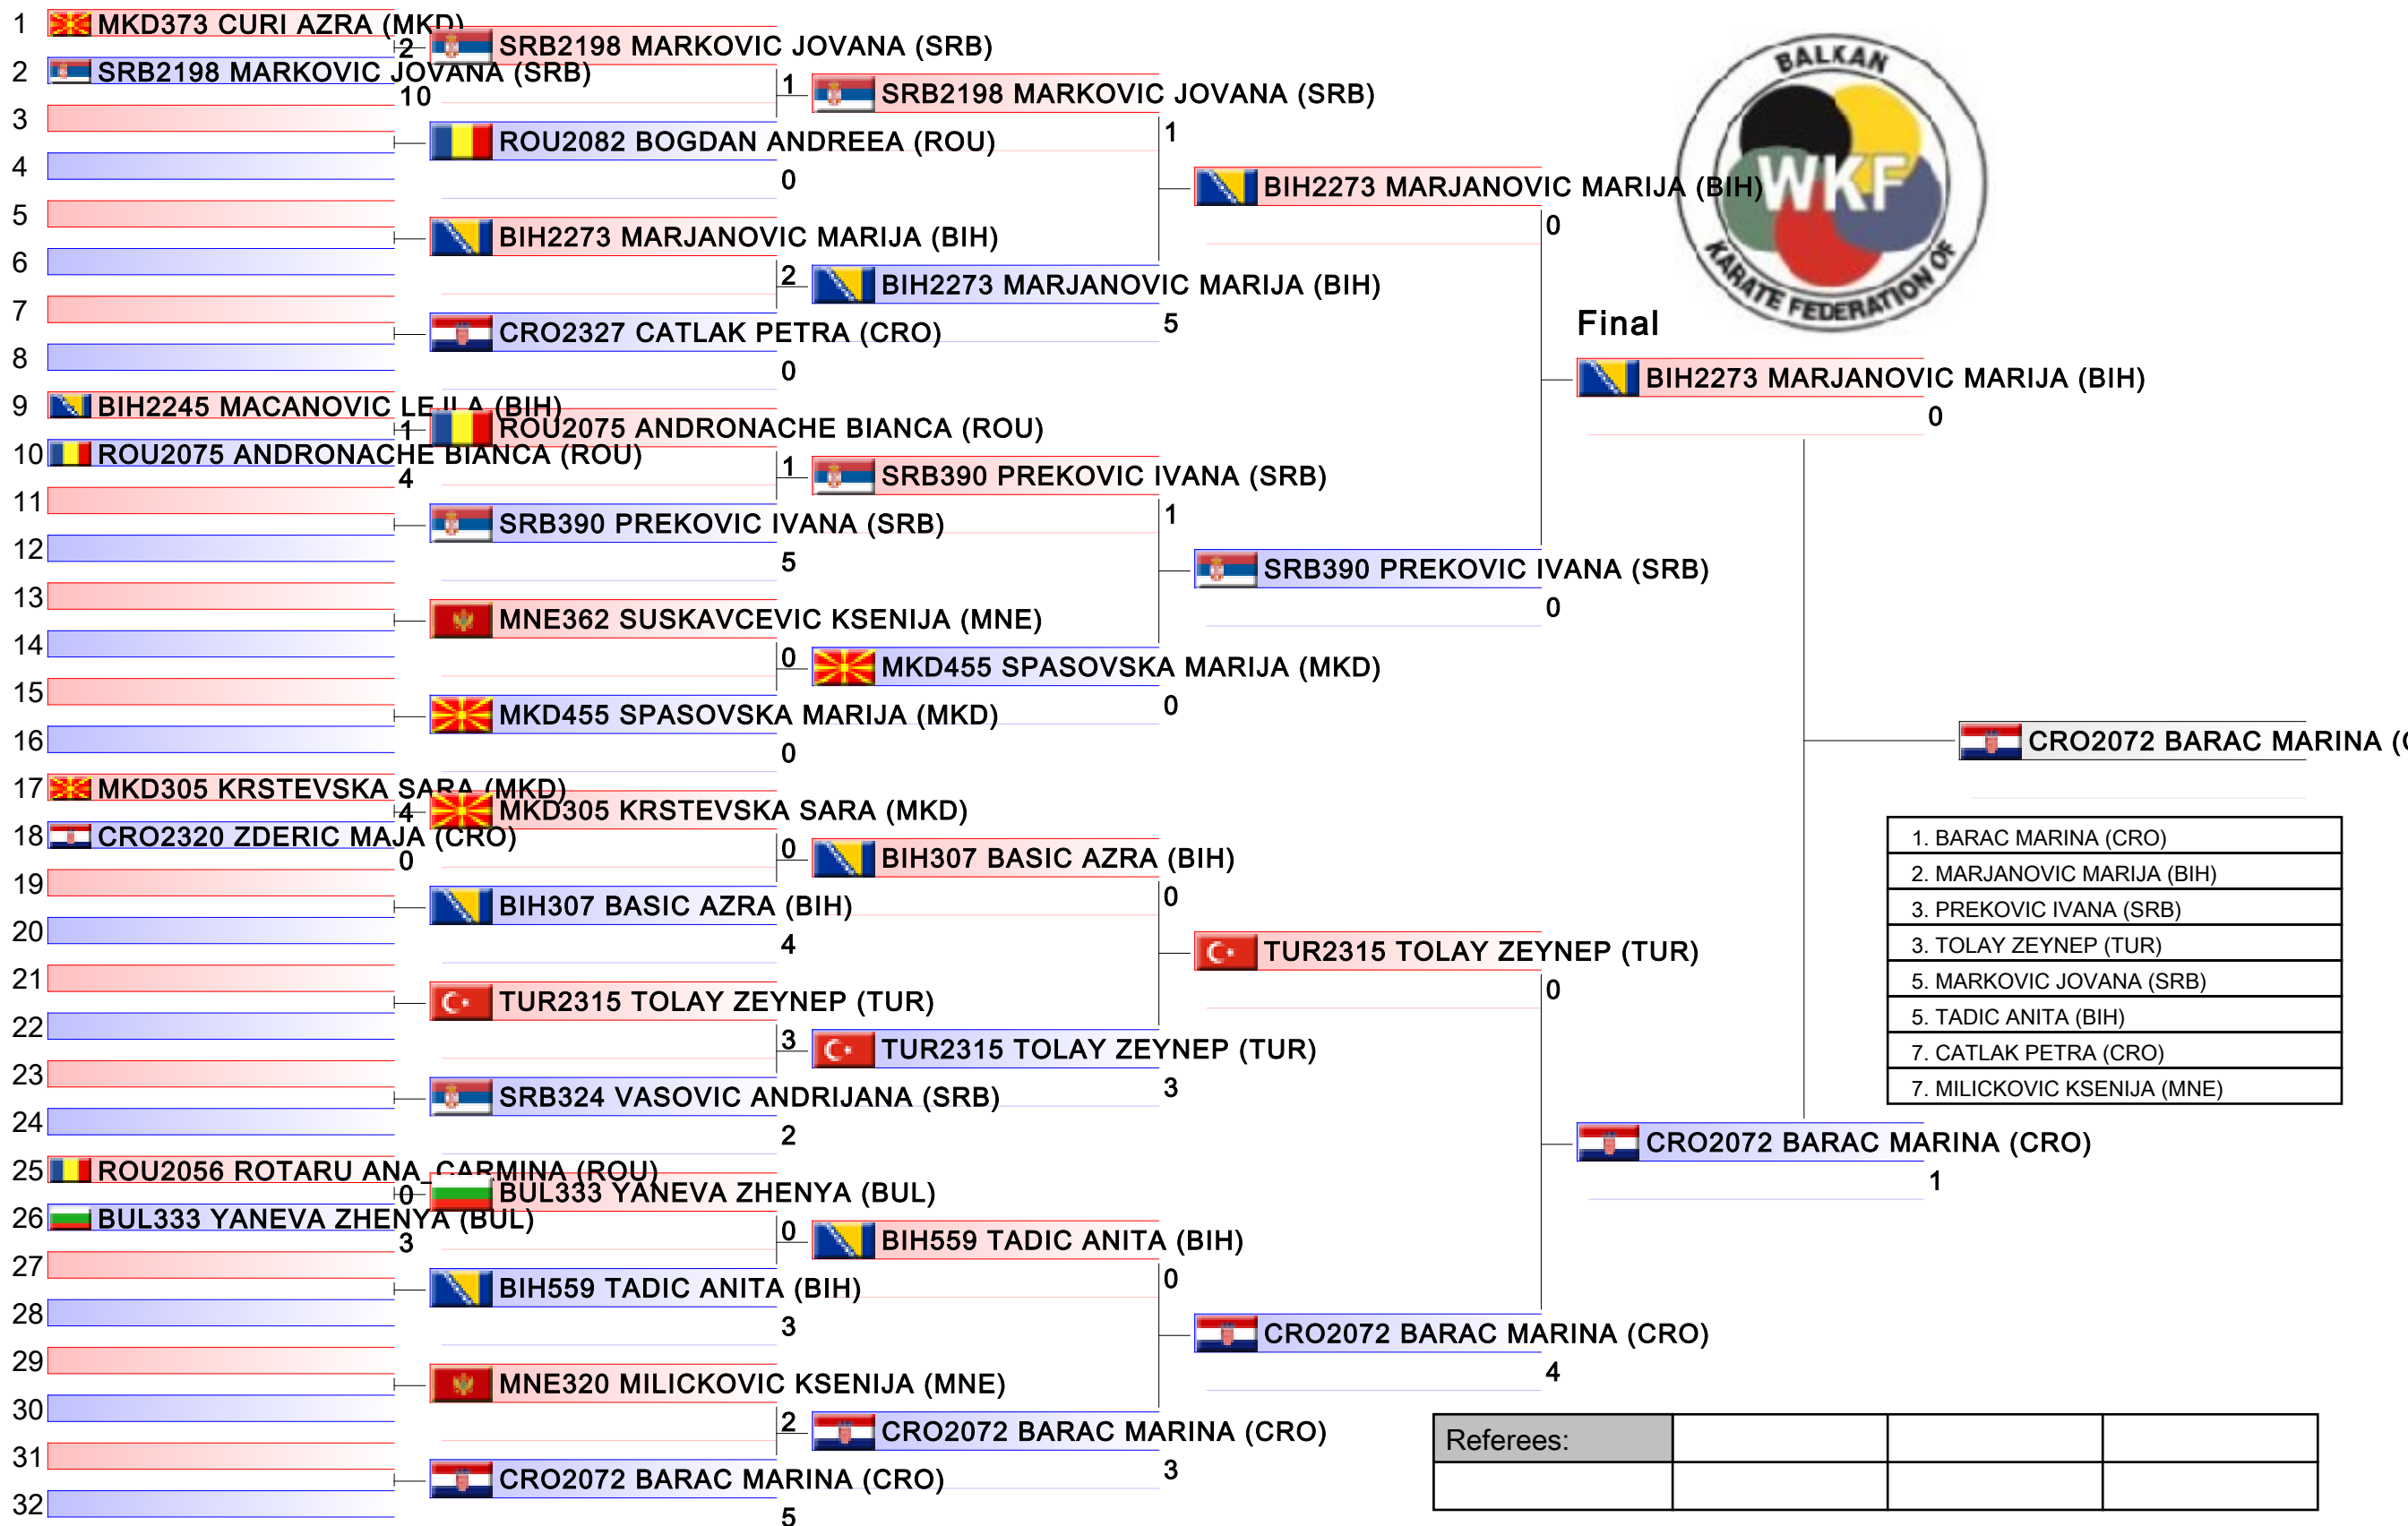 1 MKD373 CURI AZRA (MKD)
2
SRB2198 MARKOVIC JOVANA (SRB)
2 SRB2198 MARKOVIC JOVANA (SRB)
10
1
SRB2198 MARKOVIC JOVANA (SRB)
3
1
ROU2082 BOGDAN ANDREEA (ROU)
4
0
BIH2273 MARJANOVIC MARIJA (BIH)
0
5
BIH2273 MARJANOVIC MARIJA (BIH)
6
2
BIH2273 MARJANOVIC MARIJA (BIH)
7
5
CRO2327 CATLAK PETRA (CRO)
8
0
Final
BIH2273 MARJANOVIC MARIJA (BIH)
0
9 BIH2245 MACANOVIC LEJLA (BIH)
1
ROU2075 ANDRONACHE BIANCA (ROU)
10 ROU2075 ANDRONACHE BIANCA (ROU)
4
1
SRB390 PREKOVIC IVANA (SRB)
11
1
SRB390 PREKOVIC IVANA (SRB)
12
5
SRB390 PREKOVIC IVANA (SRB)
0
13
MNE362 SUSKAVCEVIC KSENIJA (MNE)
14
0
MKD455 SPASOVSKA MARIJA (MKD)
15
0
MKD455 SPASOVSKA MARIJA (MKD)
16
0
CRO2072 BARAC MARINA (
17 MKD305 KRSTEVSKA SARA (MKD)
4
MKD305 KRSTEVSKA SARA (MKD)
18 CRO2320 ZDERIC MAJA (CRO)
0
0
BIH307 BASIC AZRA (BIH)
19
0
BIH307 BASIC AZRA (BIH)
20
4
TUR2315 TOLAY ZEYNEP (TUR)
0
21
TUR2315 TOLAY ZEYNEP (TUR)
22
3
TUR2315 TOLAY ZEYNEP (TUR)
23
3
SRB324 VASOVIC ANDRIJANA (SRB)
24
2
1. BARAC MARINA (CRO)
2. MARJANOVIC MARIJA (BIH)
3. PREKOVIC IVANA (SRB)
3. TOLAY ZEYNEP (TUR)
5. MARKOVIC JOVANA (SRB)
5. TADIC ANITA (BIH)
7. CATLAK PETRA (CRO)
7. MILICKOVIC KSENIJA (MNE)
CRO2072 BARAC MARINA (CRO)
1
25 ROU2056 ROTARU ANA_CARMINA (ROU)
0
BUL333 YANEVA ZHENYA (BUL)
26 BUL333 YANEVA ZHENYA (BUL)
3
0
BIH559 TADIC ANITA (BIH)
27
0
BIH559 TADIC ANITA (BIH)
28
3
CRO2072 BARAC MARINA (CRO)
4
29
MNE320 MILICKOVIC KSENIJA (MNE)
30
2
CRO2072 BARAC MARINA (CRO)
31
3
CRO2072 BARAC MARINA (CRO)
32
5
Referees:
BALKAN
WKF
KARATE FEDERATION OF